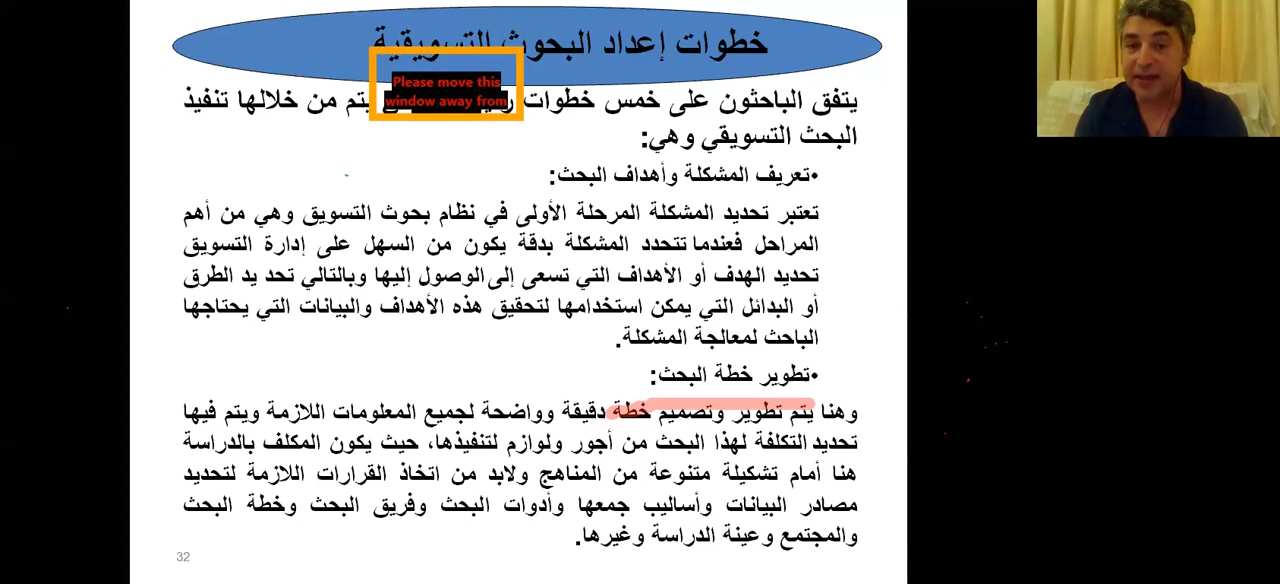 خطوات إعداد البحوث التسويقية
Please move this
window away from
يتفق الباحثون على خمس خطوات يتم من خلالها تنفيذ
البحث التسويقي وهي:
•تعريف المشكلة وأهداف البحث:
تعتبر تحديد المشكلة المرحلة الأولى في نظام بحوث التسويق وهي من أهم
المراحل فعندما تتحدد المشكلة بدقة يكون من السهل على إدارة التسويق
تحديد الهدف أو الأهداف التي تسعى إلى الوصول إليها وبالتالي تحد يد الطرق
أو البدائل التي يمكن استخدامها لتحقيق هذه الأهداف والبيانات التي يحتاجها
الباحث لمعالجة المشكلة.
•تطوير خطة البحث:
وهنا يتم تطوير وتصميم خطة دقيقة وواضحة لجميع المعلومات اللازمة ويتم فيها
تحديد التكلفة لهذا البحث من أجور ولوازم لتنفيذها، حيث يكون المكلف بالدراسة
هنا أمام تشكيلة متنوعة من المناهج ولابد من اتخاذ القرارات اللازمة لتحديد
مصادر البيانات وأساليب جمعها وأدوات البحث وفريق البحث وخطة البحث
والمجتمع وعينة الدراسة وغيرها.
32